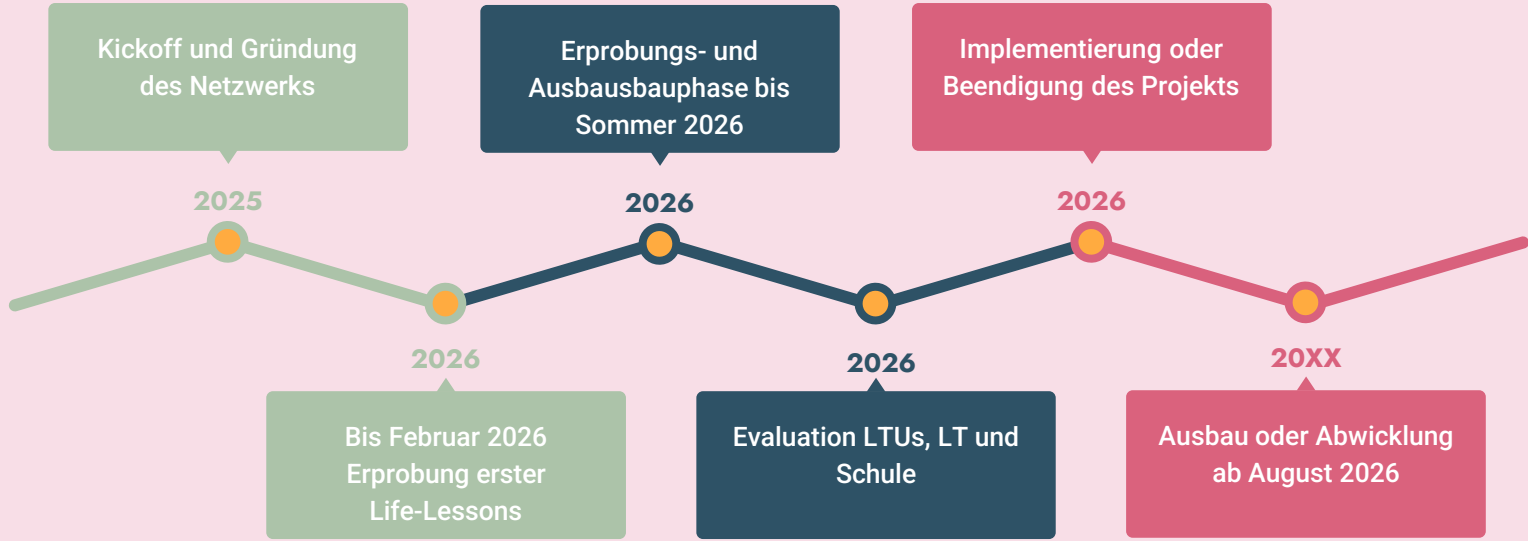 Kickoff und Gründung
des Netzwerks
2025
Bis Februar 2026
Erprobung erster
Life-Lessons
2026
Erprobungs- und
Ausbausbauphase bis
Sommer 2026
2026
Evaluation LTUs, LT und
Schule
2026
Implementierung oder
Beendigung des Projekts
2026
Ausbau oder Abwicklung
ab August 2026
20XX